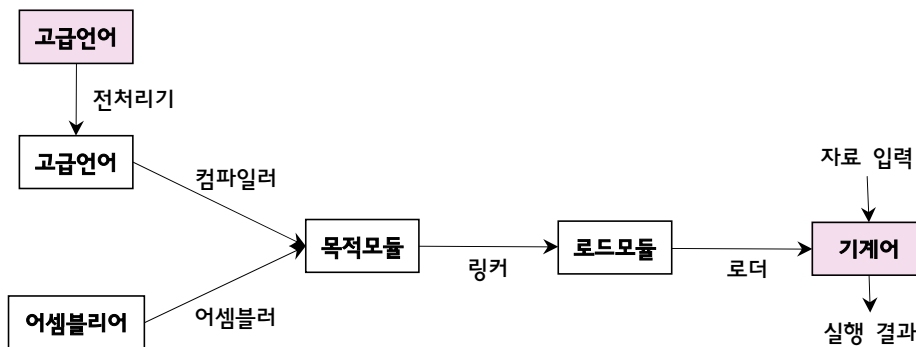 고급언어
전처리기
고급언어
컴파일러
어셈블리어
어셈블러
목적모듈
링커
로드모듈
로더
자료 입력
기계어
실행 결과